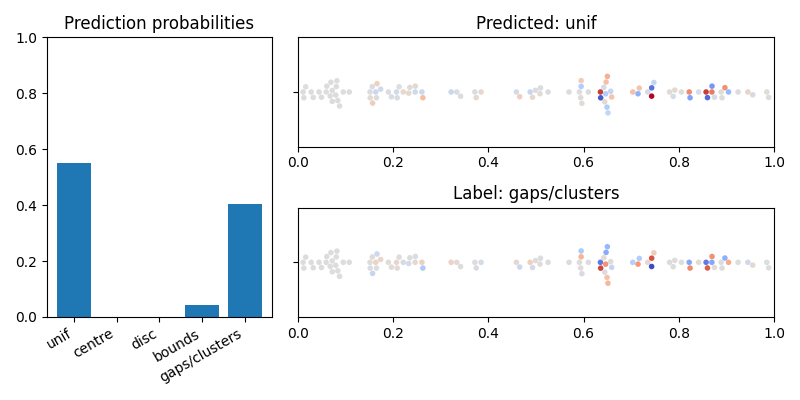 Prediction probabilities
1.0
0.8
0.6
0.4
0.2
0.0
unif
centre
disc
bounds
gaps/clusters
Predicted: unif
0.0 0.2 0.4 0.6 0.8 1.0
Label: gaps/clusters
0.0 0.2 0.4 0.6 0.8 1.0